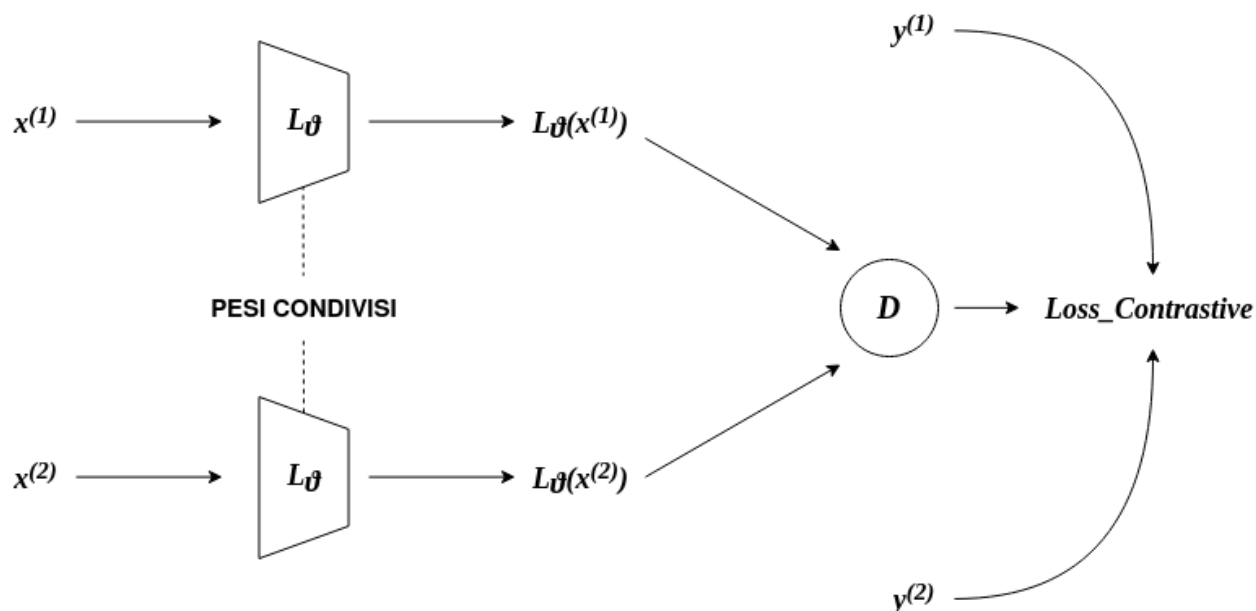 y(1)
x(1) Lϑ Lϑ(x(1))
PESI CONDIVISI D Loss_Contrastive
x(2) Lϑ Lϑ(x(2))
y(2)